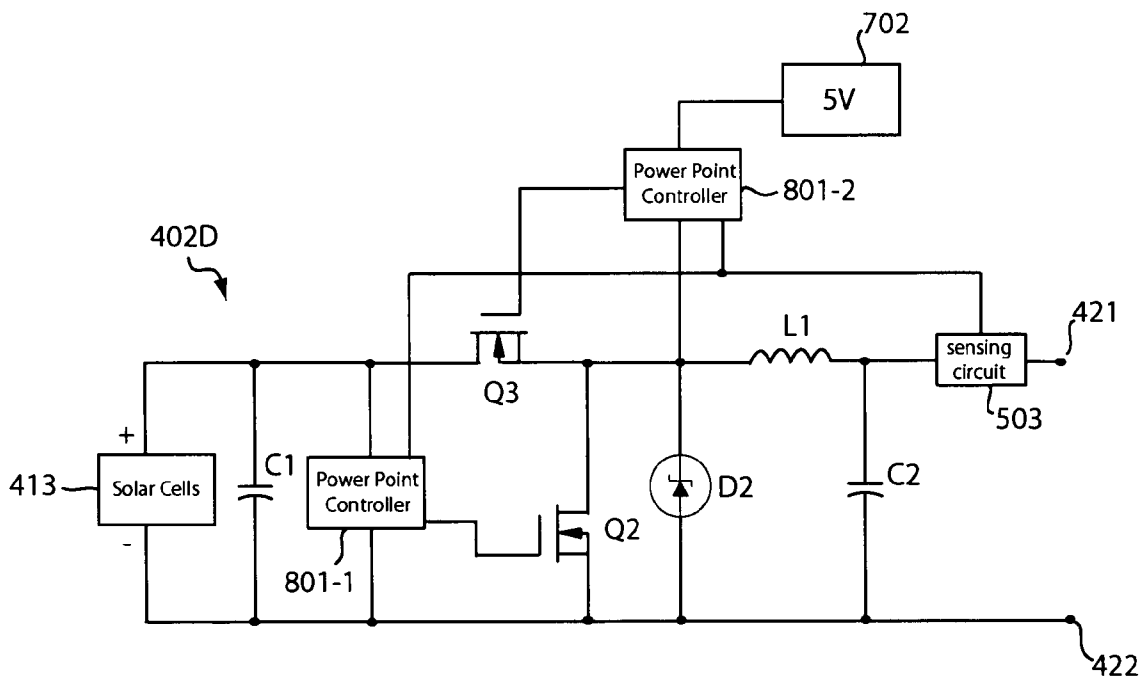 702
5V
Power Point
Controller
801-2
402D
L1
421
sensing
circuit
503
Q3
+
413
Solar Cells
-
C1
Power Point
Controller
801-1
Q2
D2
C2
422